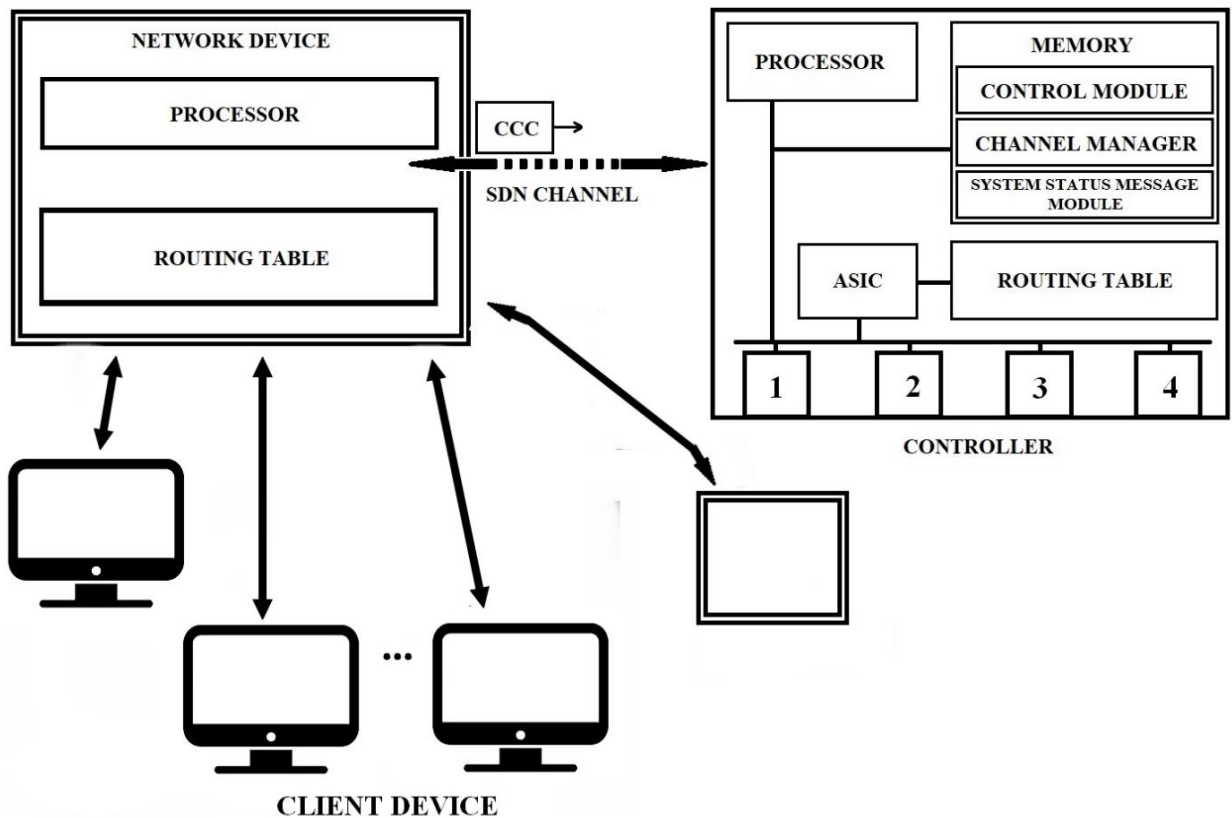 NETWORK DEVICE
PROCESSOR
ROUTING TABLE
CCC
SDN CHANNEL
PROCESSOR
MEMORY
CONTROL MODULE
CHANNEL MANAGER
SYSTEM STATUS MESSAGE
MODULE
ASIC
ROUTING TABLE
1
2
3
4
CONTROLLER
...
CLIENT DEVICE